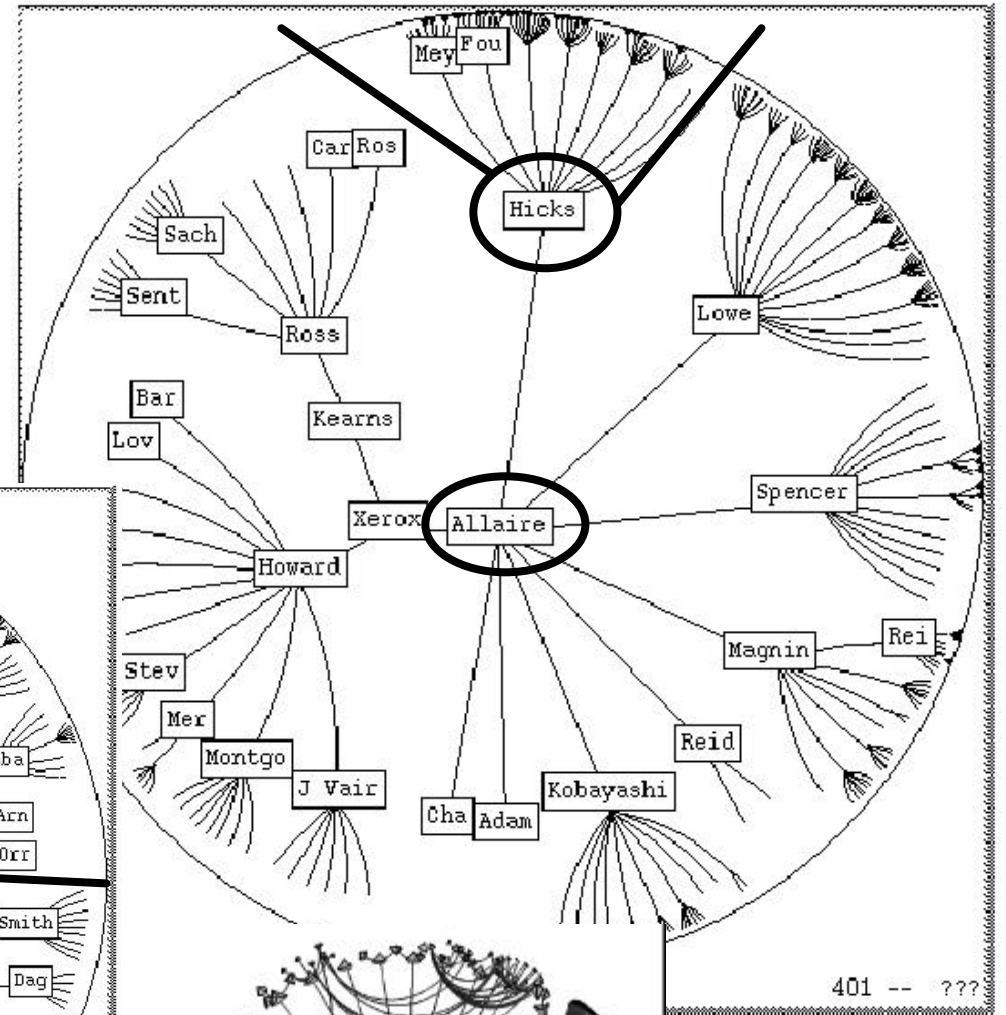 Mey
Fou
Car
Ros
Hicks
Sach
Sent
Lowe
Ross
Bar
Kearns
Lov
Spencer
Xerox
Allaire
Howard
Rei
Magnin
Stev
Mer
Reid
Montgo
ba
J Vair
Kobayashi
Cha
Adam
Arn
Orr
Smith
Dag
401 -- ???